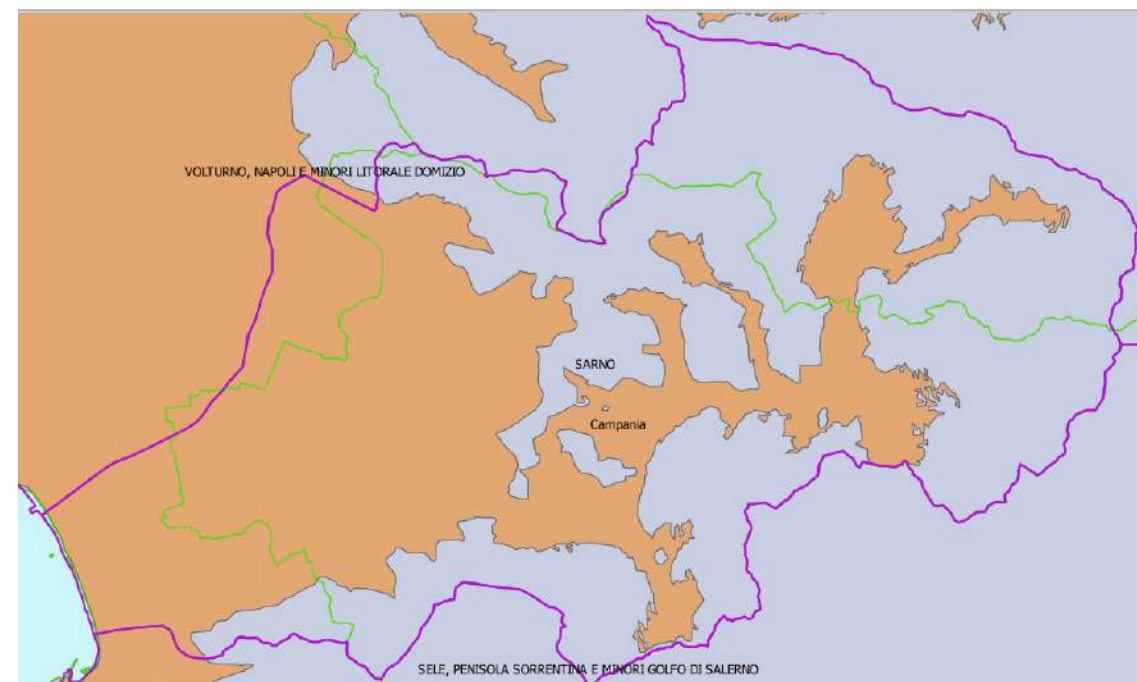 VOLTURNO, NAPOLI E MINORI LITORALE DOMIZIO
SARNO
Campania
SELE, PENISOLA SORRENTINA E MINORI GOLFO DI SALERNO